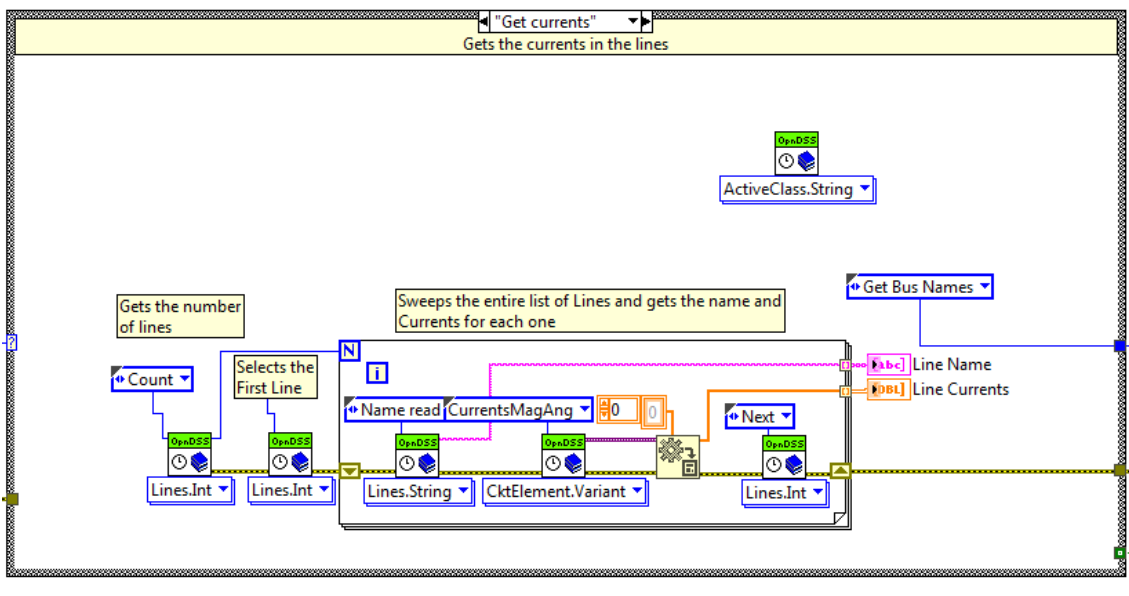 "Get currents"
Gets the currents in the lines
OpnDSS
ActiveClass.String
Get Bus Names
Gets the number
of lines
Sweeps the entire list of Lines and gets the name and
Currents for each one
?
N
Count
Selects the
First Line
i
abc
Line Name
DBL
Line Currents
Name read
CurrentsMagAng
0
0
Next
OpnDSS
OpnDSS
OpnDSS
OpnDSS
OpnDSS
Lines.Int
Lines.Int
Lines.String
CktElement.Variant
Lines.Int